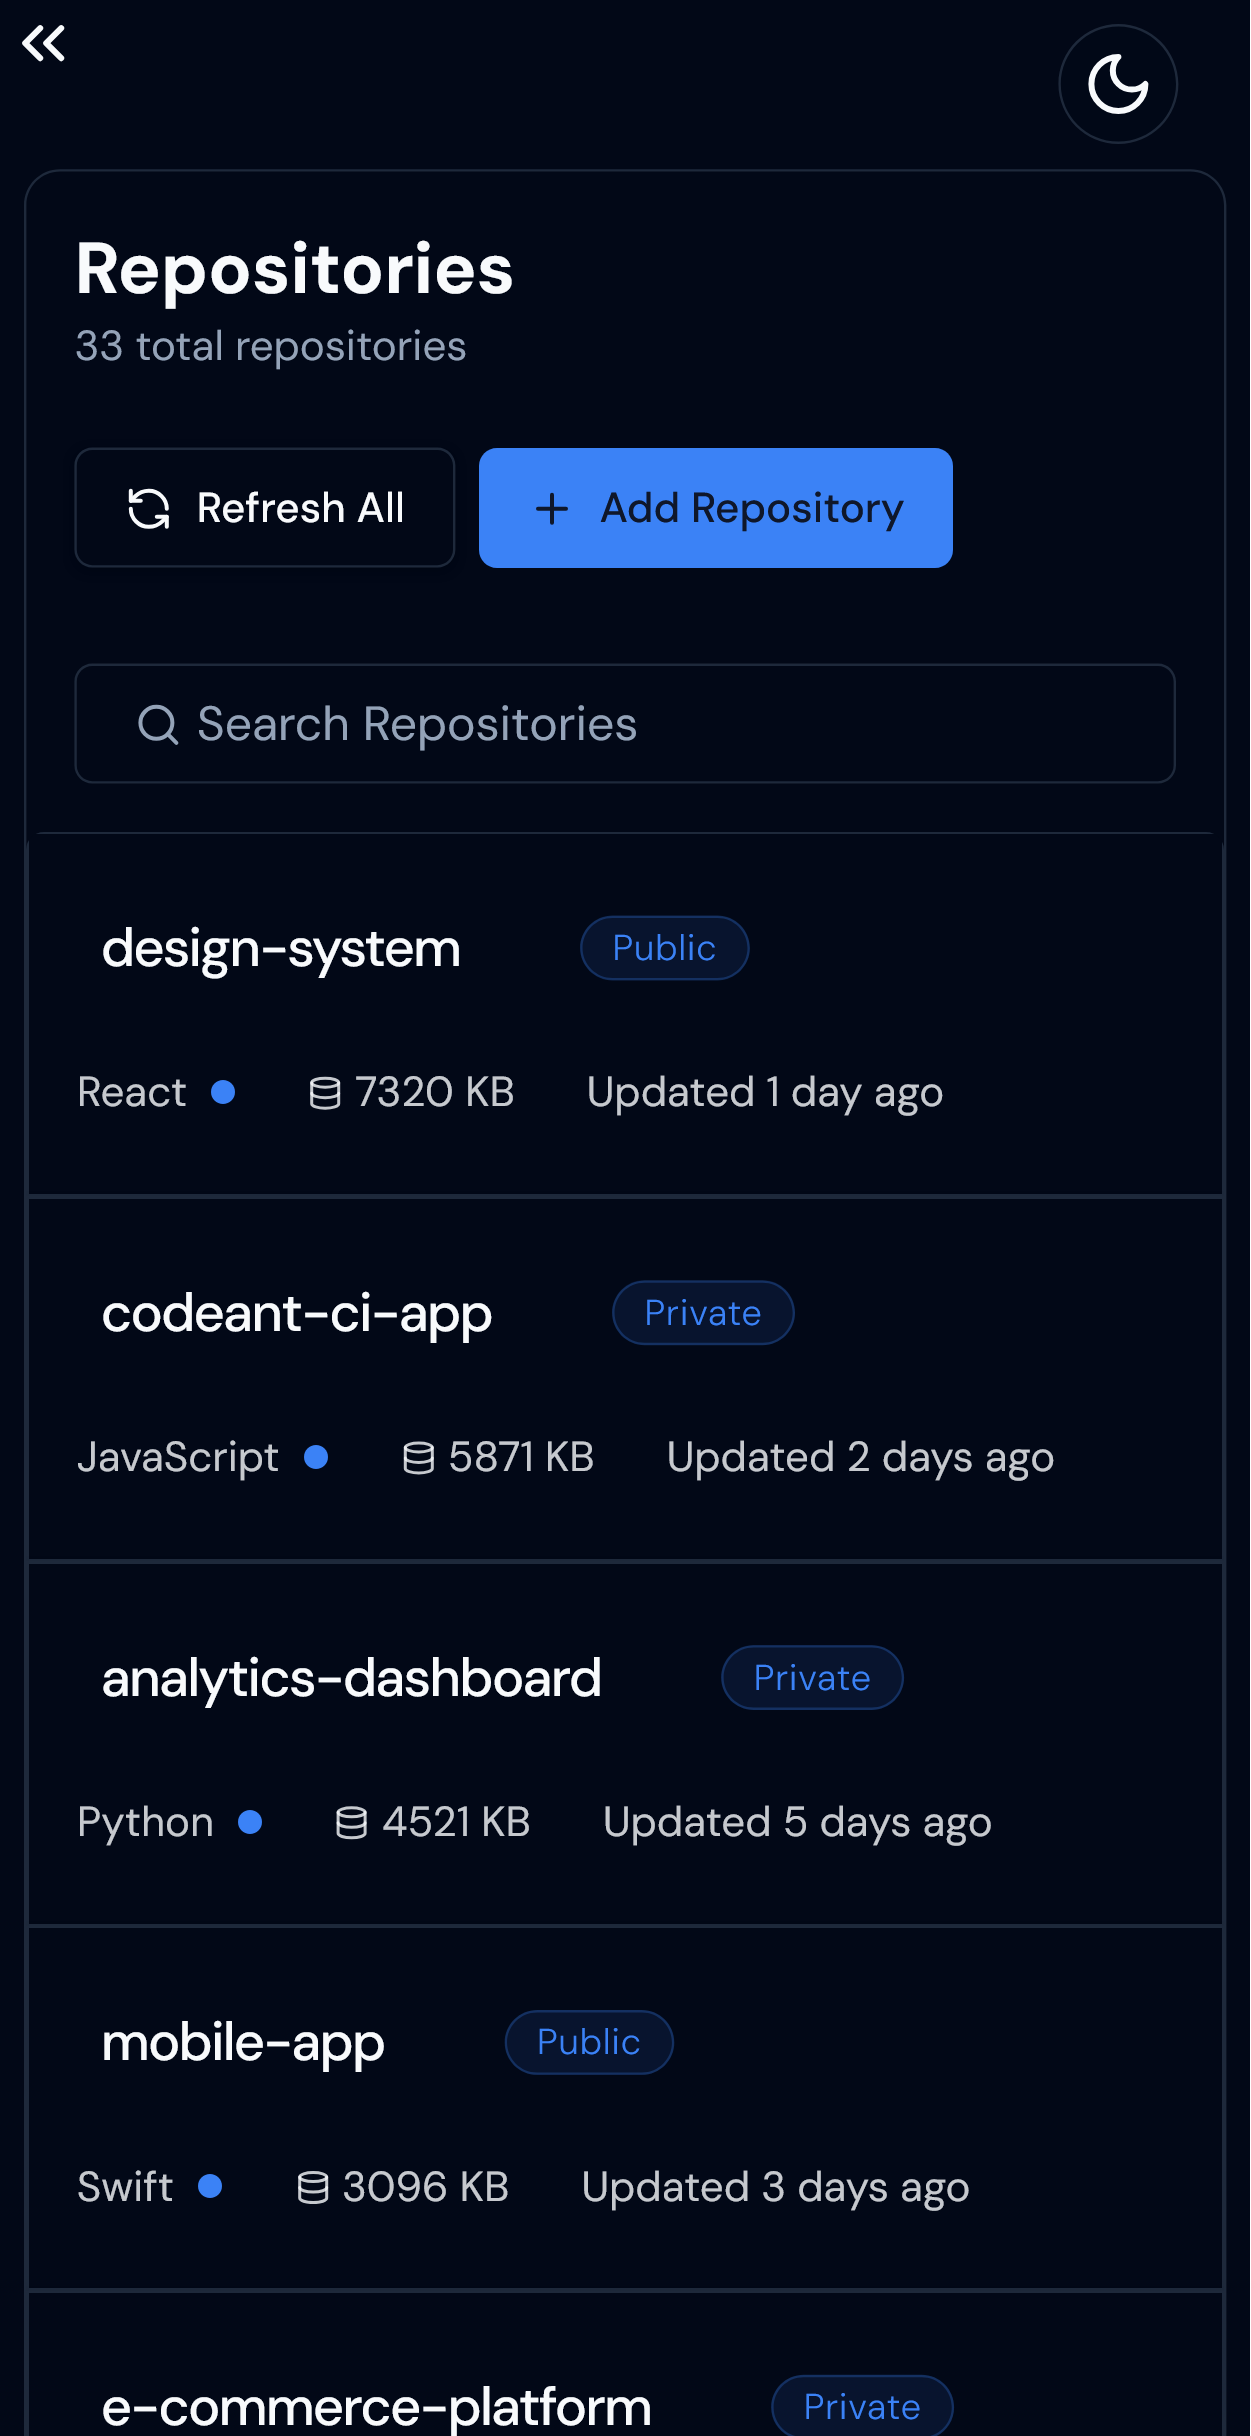 Repositories
33 total repositories
Refresh All
Add Repository
Search Repositories
design-system Public
React 7320 KB Updated 1 day ago
codeant-ci-app Private
JavaScript 5871 KB Updated 2 days ago
analytics-dashboard Private
Python 4521 KB Updated 5 days ago
mobile-app Public
Swift 3096 KB Updated 3 days ago
e-commerce-platform Private